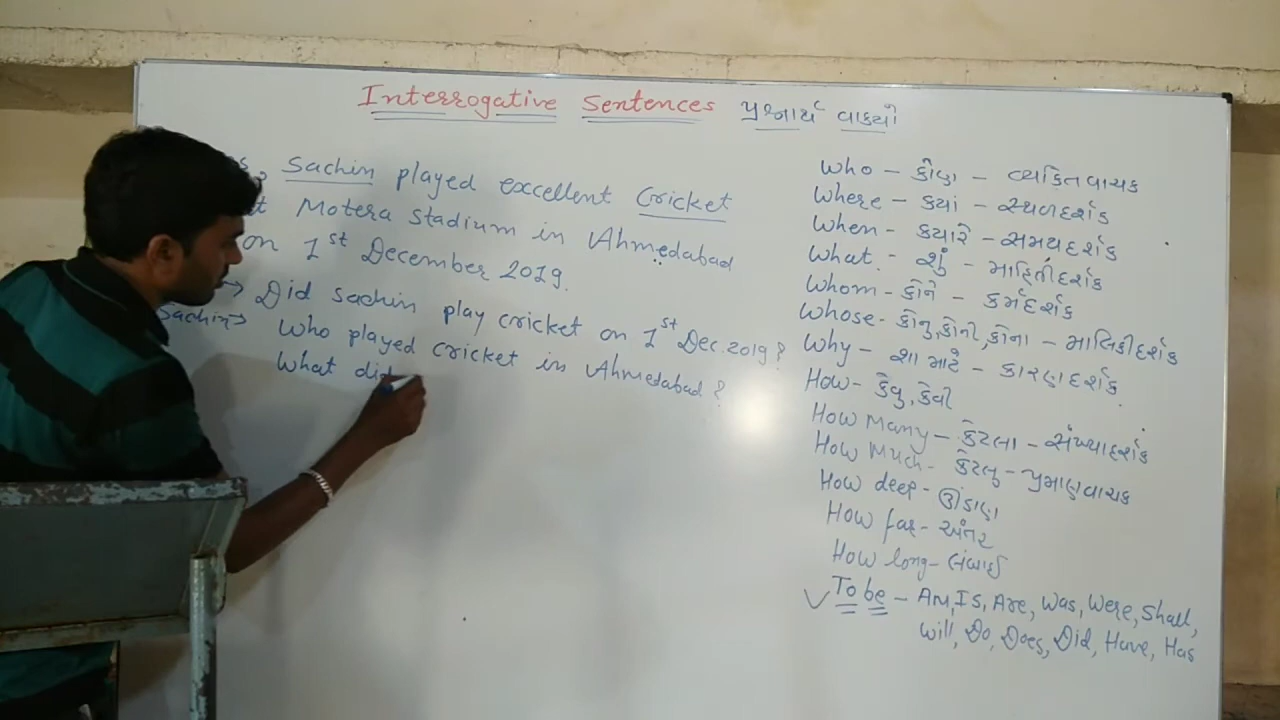 Interrogative Sentences પ્રશ્નાર્થ વાક્યો
Sachin played excellent Cricket
Motera stadium in Ahmedabad
on 1st December 2019.
→ Did Sachin play cricket on 1st Dec. 2019?
Sachin → Who played cricket in Ahmedabad?
What did
Who – કોણ – વ્યકિતવાચક
Where – કયાં – સ્થળદર્શક
When – કયારે – સમયદર્શક
What – શું – માહિતીદર્શક
Whom – કોને – કર્મદર્શક
Whose – કોનુ, કોની, કોના – માલિકીદર્શક
Why – શા માટે – કારણદર્શક.
How – કેવુ, કેવી
How Many – કેટલા – સંખ્યાદર્શક
How Much – કેટલુ – પ્રમાણવાચક
How deep – ઊંડાણ
How far – અંતર
How long – લંબાઈ
✓ To be – Am, Is, Are, Was, Were, Shall,
Will, Do, Does, Did, Have, Has